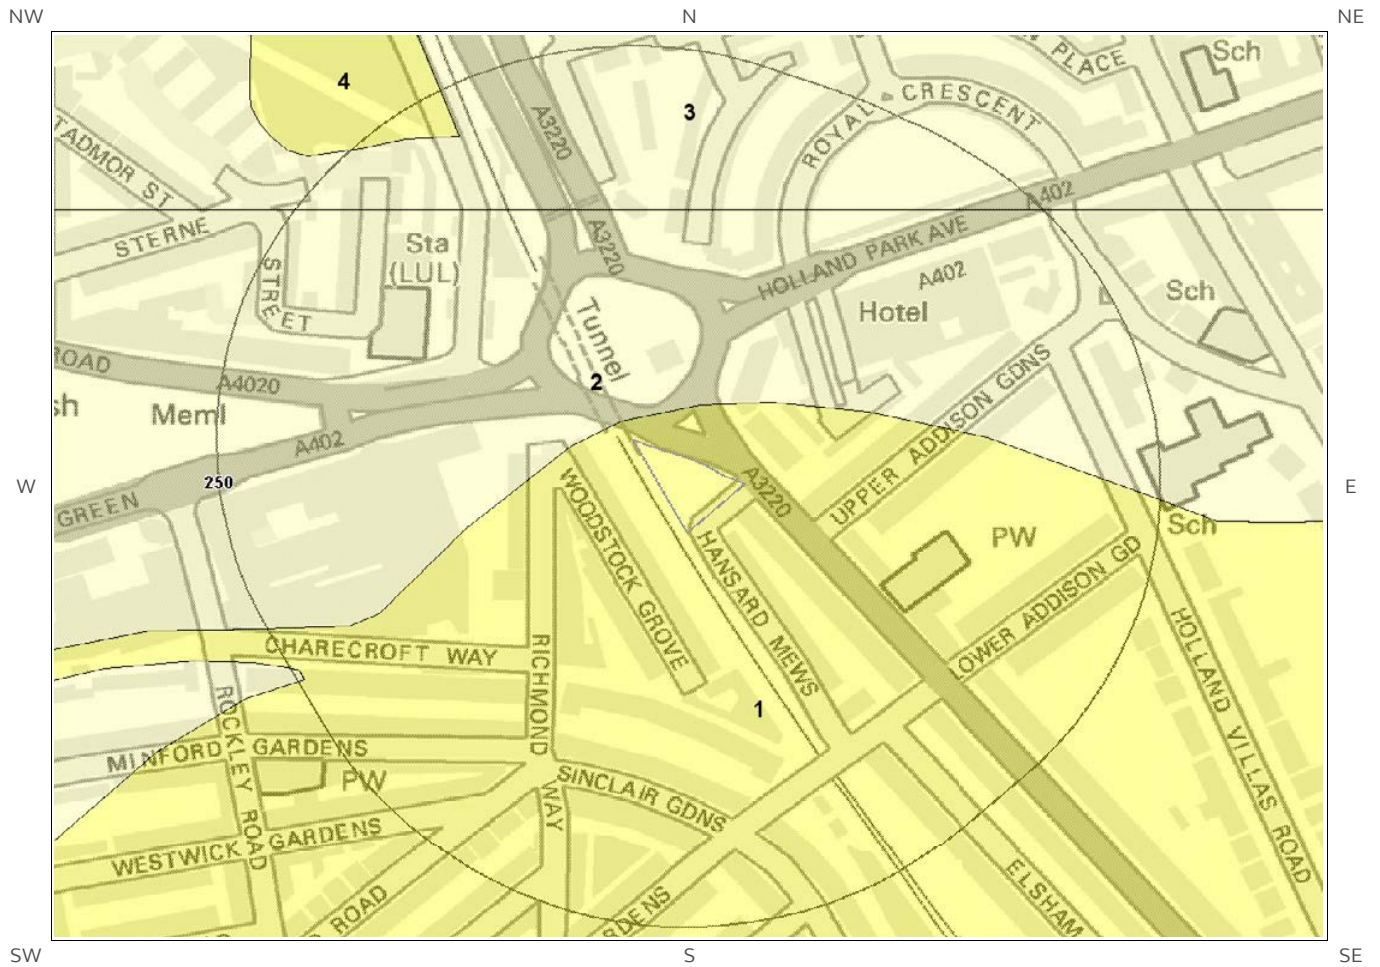 NW
N
NE
PLACE
Sch
4
3
A3220
ROYAL
CRESCENT
TADMOR ST
A402
STERNE
STREET
Sta
(LUL)
A3220
HOLLAND PARK AVE
A402
Hotel
Sch
Tunnel
2
ROAD
A4020
sh
Meml
A402
UPPER ADDISON GDNS
W
250
GREEN
WOODSTOCK GROVE
A3220
E
Sch
PW
HANSARD MEWS
LOWER ADDISON GD
CHARECROFT WAY
RICHMOND
WAY
HOLLAND VILLAS ROAD
1
ROCKLEY ROAD
MINFORD GARDENS
PW
SINCLAIR GDNS
WESTWICK GARDENS
ROAD
RDENS
ELSHAM
SW
S
SE